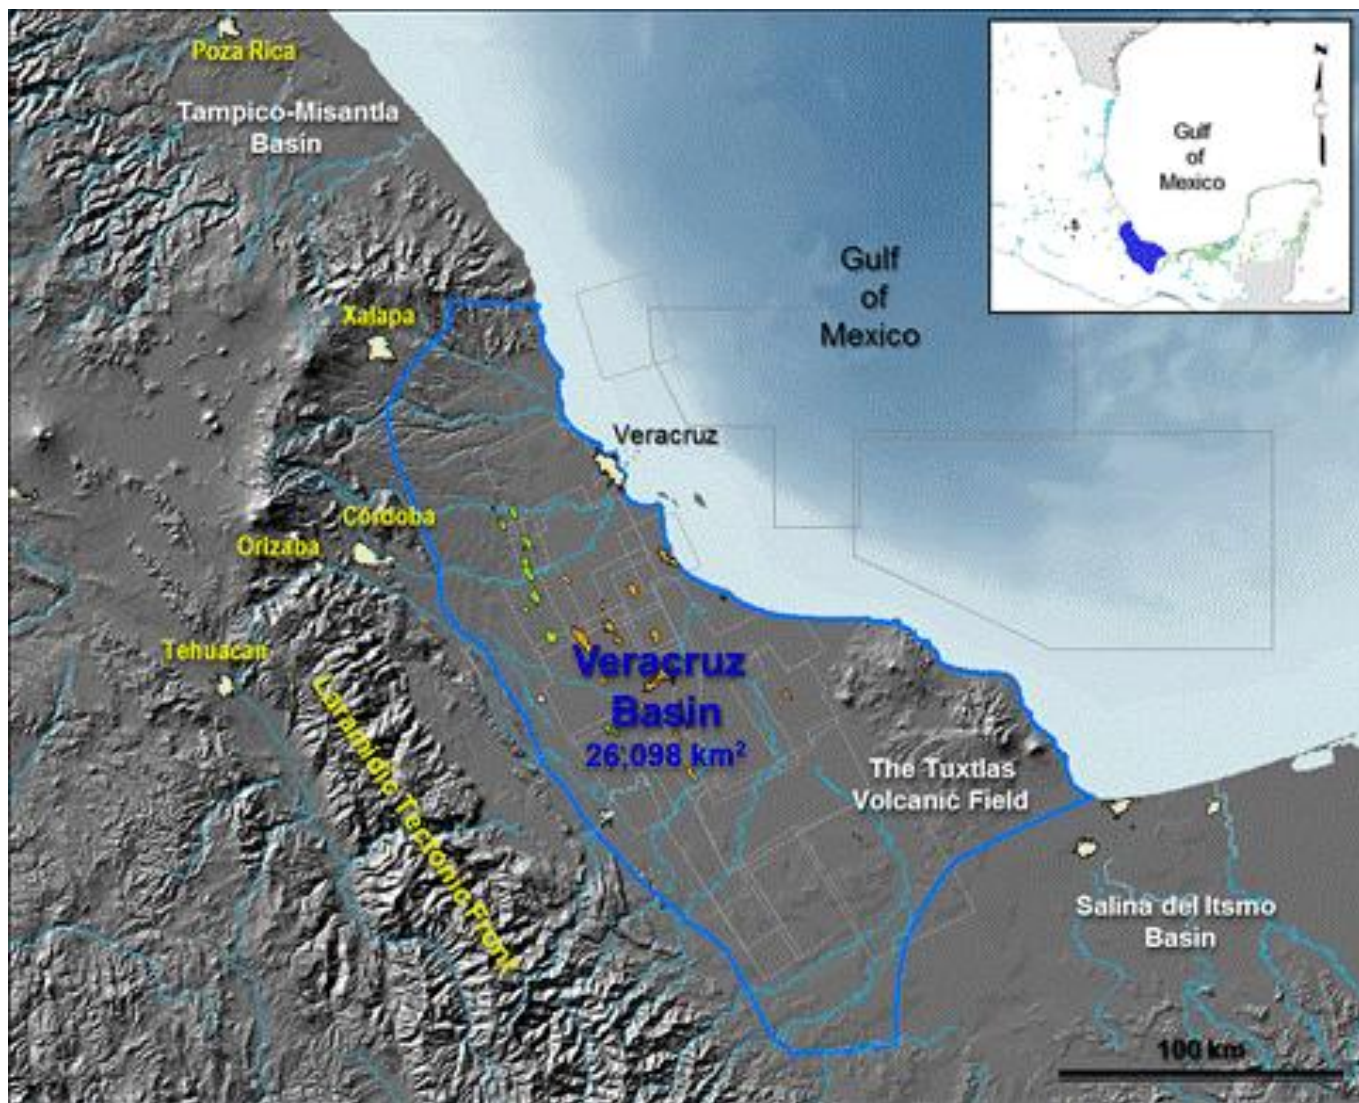 Poza Rica
Tampico-Misantla
Basin
N
Gulf
of
Mexico
Gulf
of
Mexico
Xalapa
Veracruz
Córdoba
Orizaba
Tehuacan
Laramidic Tectonic Front
Veracruz
Basin
26,098 km²
The Tuxtlas
Volcanic Field
Salina del Itsmo
Basin
100 km